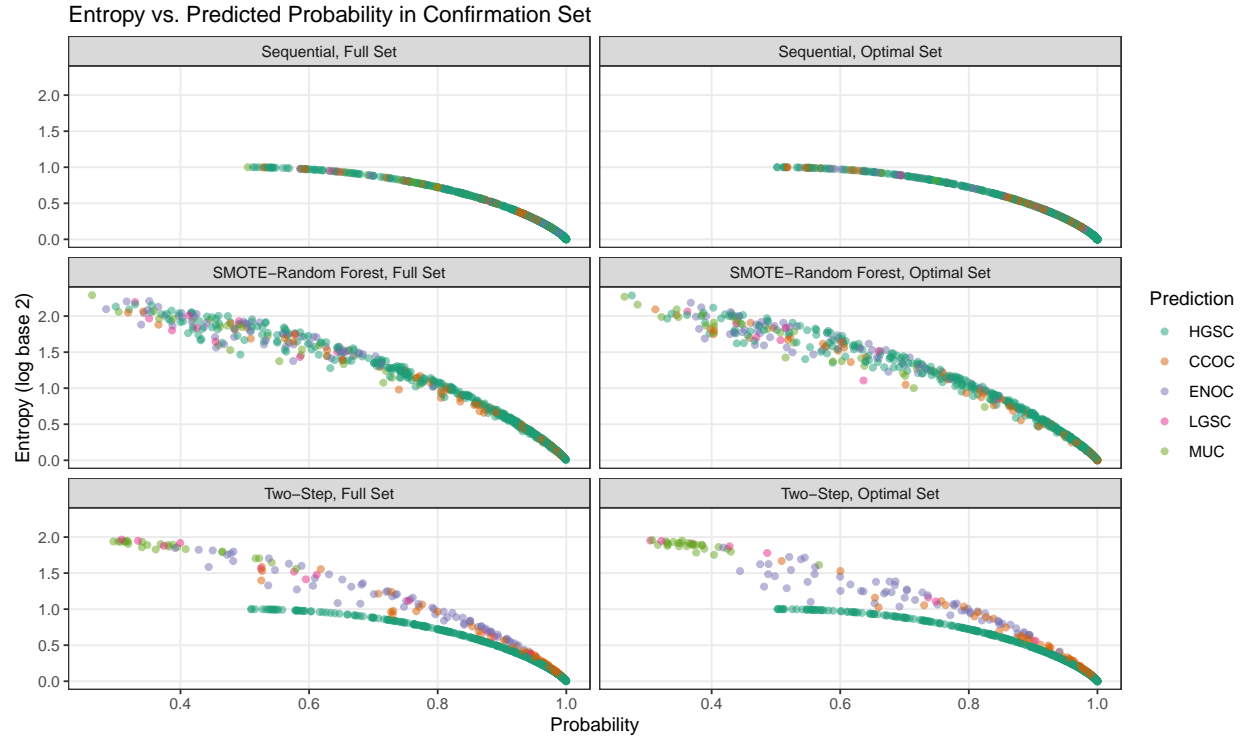 Entropy vs. Predicted Probability in Confirmation Set
Sequential, Full Set
Sequential, Optimal Set
2.0
1.5
1.0
0.5
0.0
SMOTE−Random Forest, Full Set
SMOTE−Random Forest, Optimal Set
2.0
1.5
1.0
0.5
0.0
Two−Step, Full Set
Two−Step, Optimal Set
2.0
1.5
1.0
0.5
0.0
0.4 0.6 0.8 1.0
0.4 0.6 0.8 1.0
Entropy (log base 2)
Probability
Prediction
HGSC
CCOC
ENOC
LGSC
MUC